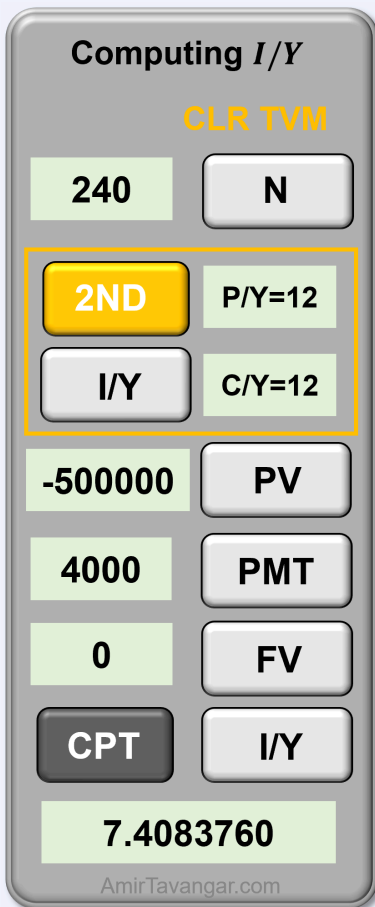 Computing I/Y
CLR TVM
240 N
2ND P/Y=12
I/Y C/Y=12
-500000 PV
4000 PMT
0 FV
CPT I/Y
7.4083760
AmirTavangar.com